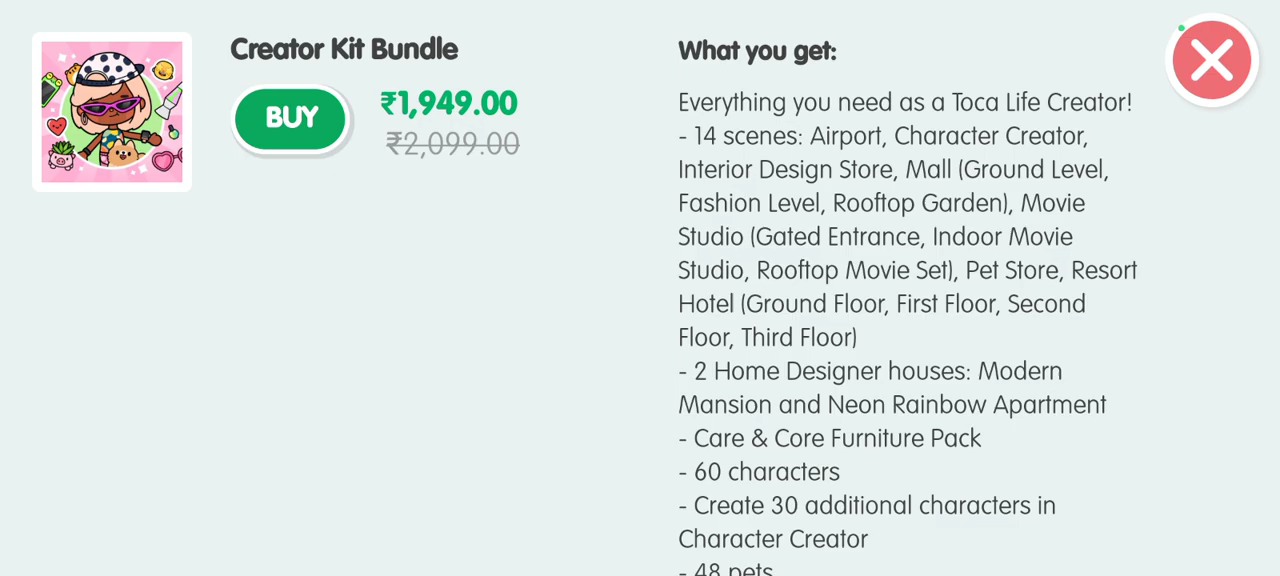 Creator Kit Bundle
BUY
₹1,949.00
₹2,099.00
What you get:
Everything you need as a Toca Life Creator!
- 14 scenes: Airport, Character Creator,
Interior Design Store, Mall (Ground Level,
Fashion Level, Rooftop Garden), Movie
Studio (Gated Entrance, Indoor Movie
Studio, Rooftop Movie Set), Pet Store, Resort
Hotel (Ground Floor, First Floor, Second
Floor, Third Floor)
- 2 Home Designer houses: Modern
Mansion and Neon Rainbow Apartment
- Care & Core Furniture Pack
- 60 characters
- Create 30 additional characters in
Character Creator
- 48 pets